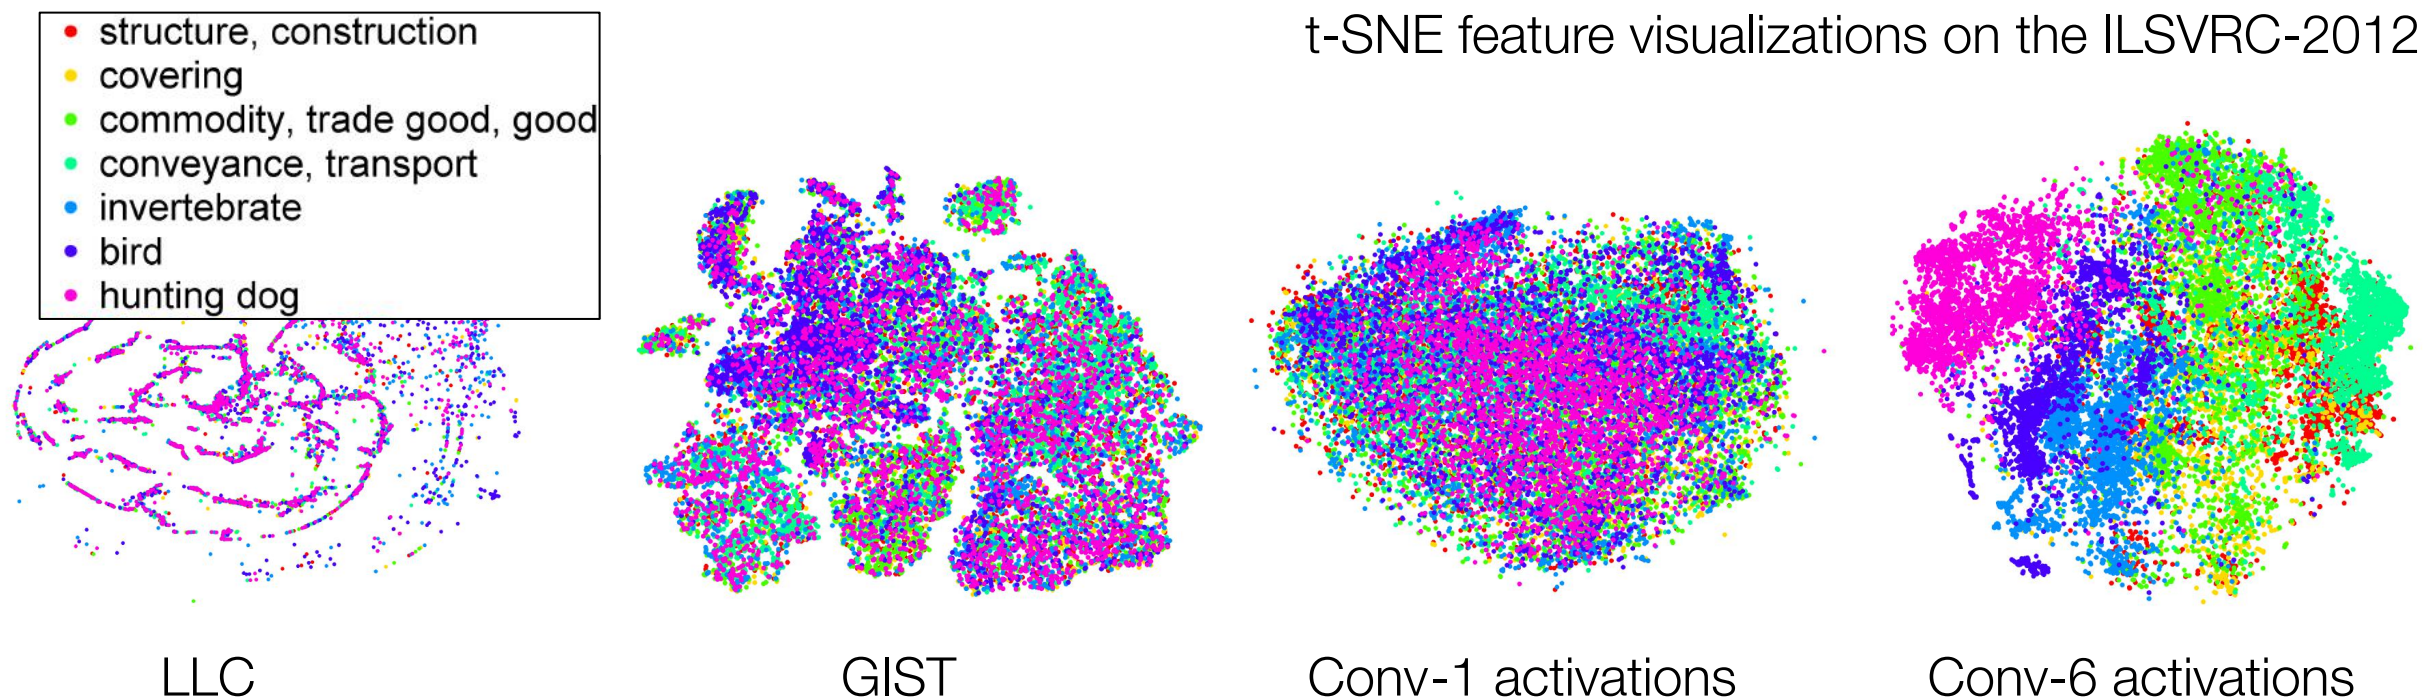 structure, construction
covering
commodity, trade good, good
conveyance, transport
invertebrate
bird
hunting dog
t-SNE feature visualizations on the ILSVRC-2012
LLC
GIST
Conv-1 activations
Conv-6 activations